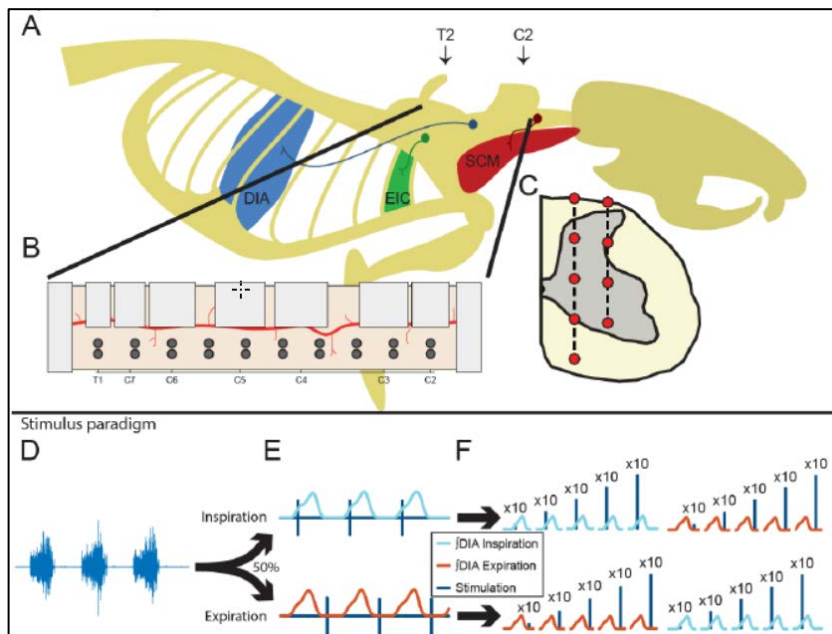 A
T2 C2
DIA
EIC
SCM
C
B
T1 C7 C6 C5 C4 C3 C2
Stimulus paradigm
D
E
F
Inspiration
50%
Expiration
∫DIA Inspiration
∫DIA Expiration
Stimulation
x10 x10 x10 x10 x10
x10 x10 x10 x10 x10
x10 x10 x10 x10 x10
x10 x10 x10 x10 x10